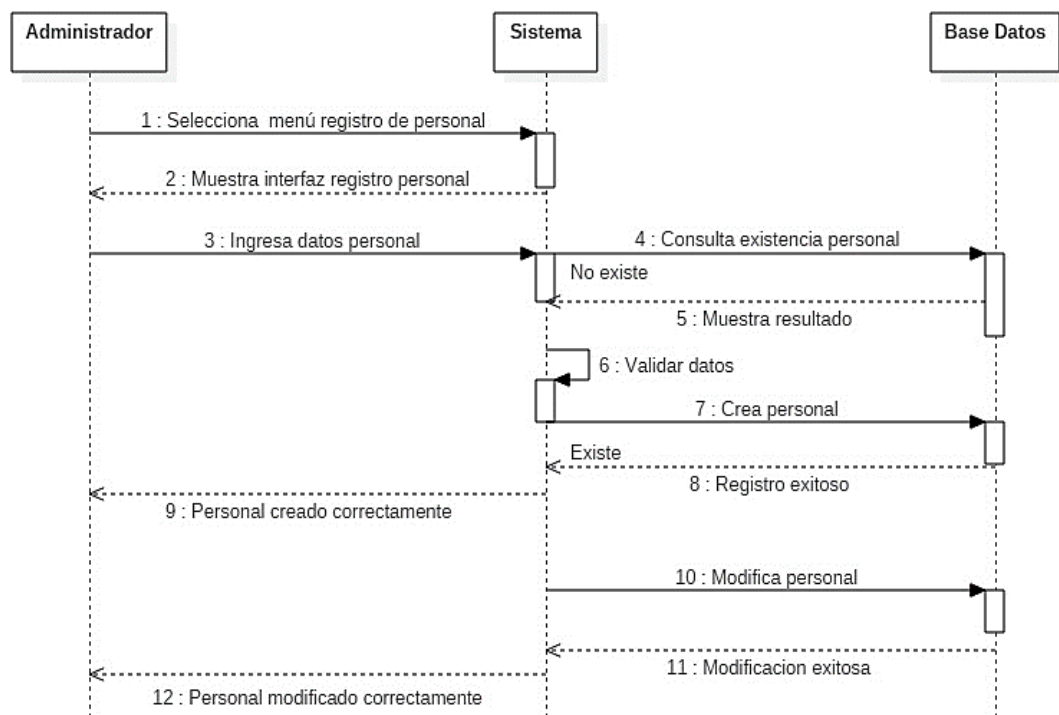 Administrador
Sistema
Base Datos
1 : Selecciona menú registro de personal
2 : Muestra interfaz registro personal
3 : Ingresa datos personal
4 : Consulta existencia personal
No existe
5 : Muestra resultado
6 : Validar datos
7 : Crea personal
Existe
8 : Registro exitoso
9 : Personal creado correctamente
10 : Modifica personal
11 : Modificacion exitosa
12 : Personal modificado correctamente